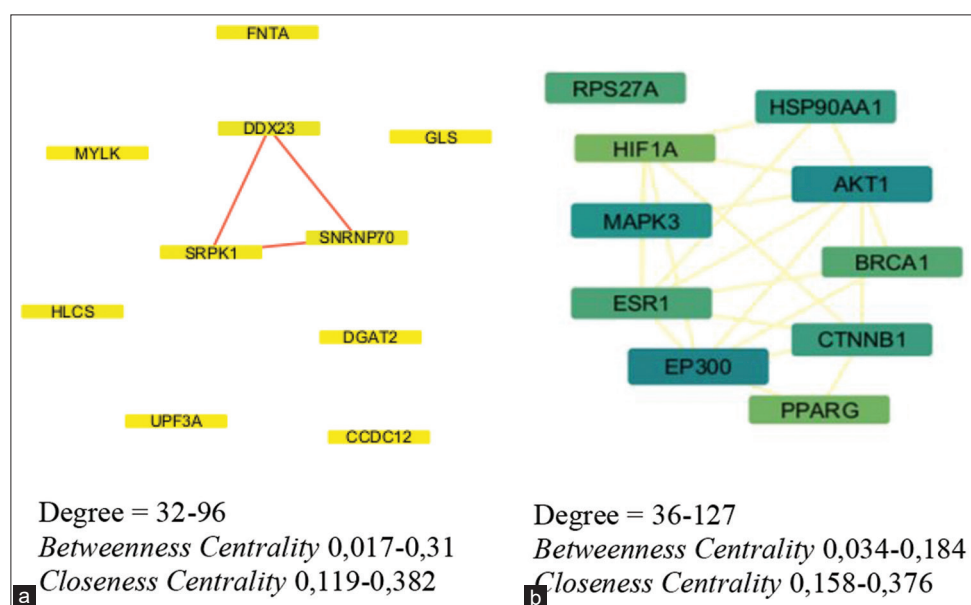 FNTA
DDX23
GLS
MYLK
SNRNP70
SRPK1
HLCS
DGAT2
UPF3A
CCDC12
Degree = 32-96
Betweenness Centrality 0,017-0,31
Closeness Centrality 0,119-0,382
a
RPS27A
HSP90AA1
HIF1A
AKT1
MAPK3
BRCA1
ESR1
CTNNB1
EP300
PPARG
Degree = 36-127
Betweenness Centrality 0,034-0,184
Closeness Centrality 0,158-0,376
b